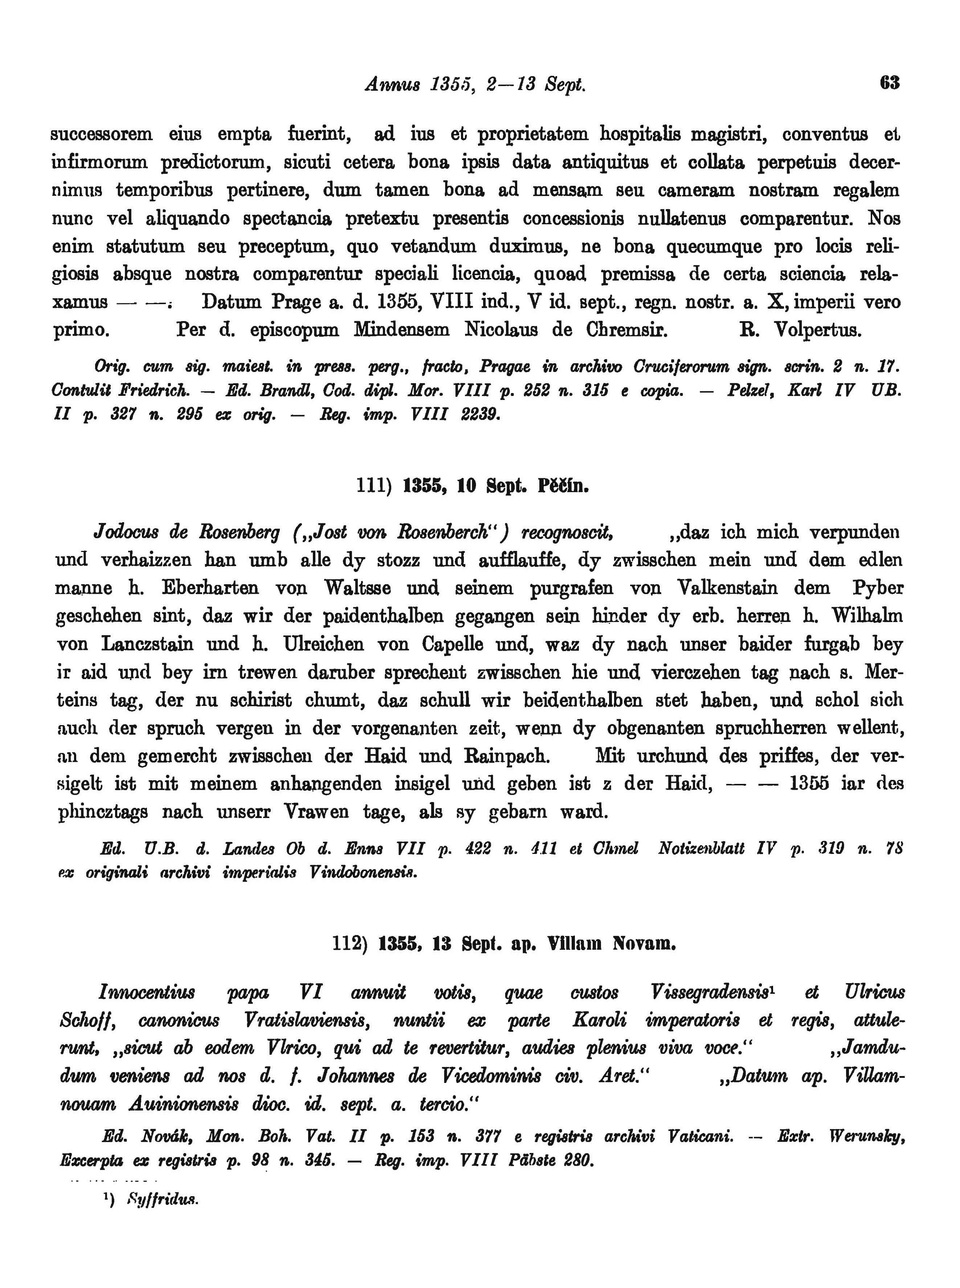 Annus 1355, 2—13 Sept. 63
successorem eius empta fuerint, ad ius et proprietatem hospitalis magistri, conventus et
infirmorum predictorum, sicuti cetera bona ipsis data antiquitus et collata perpetuis decer-
nimus temporibus pertinere, dum tamen bona ad mensam seu cameram nostram regalem
nunc vel aliquando spectancia pretextu presentis concessionis nullatenus comparentur. Nos
enim statutum seu preceptum, quo vetandum duximus, ne bona quecumque pro locis reli-
giosis absque nostra comparentur speciali licencia, quoad premissa de certa sciencia rela-
xamus — —. Datum Prage a. d. 1355, VIII ind., V id. sept., regn. nostr. a. X, imperii vero
primo. Per d. episcopum Mindensem Nicolaus de Chremsir. R. Volpertus.
Orig. cum sig. maiest. in press. perg., fracto, Pragae in archivo Cruciferorum sign. scrin. 2 n. 17.
Contulit Friedrich. — Ed. Brandl, Cod. dipl. Mor. VIII p. 252 n. 315 e copia. — Pelzel, Karl IV UB.
II p. 327 n. 295 ex orig. — Reg. imp. VIII 2239.
111) 1355, 10 Sept. Pěčín.
Jodocus de Rosenberg („Jost von Rosenberch“) recognoscit, „daz ich mich verpunden
und verhaizzen han umb alle dy stozz und aufflauffe, dy zwisschen mein und dem edlen
manne h. Eberharten von Waltsse und seinem purgrafen von Valkenstain dem Pyber
geschehen sint, daz wir der paidenthalben gegangen sein hinder dy erb. herren h. Wilhalm
von Lanczstain und h. Ulreichen von Capelle und, waz dy nach unser baider furgab bey
ir aid und bey irn trewen daruber sprechent zwisschen hie und vierczehen tag nach s. Mer-
teins tag, der nu schirist chumt, daz schull wir beidenthalben stet haben, und schol sich
auch der spruch vergen in der vorgenanten zeit, wenn dy obgenanten spruchherren wellent,
an dem gemercht zwisschen der Haid und Rainpach. Mit urchund des priffes, der ver-
sigelt ist mit meinem anhangenden insigel und geben ist z der Haid, — — 1355 iar des
phincztags nach unserr Vrawen tage, als sy gebarn ward.
Ed. U.B. d. Landes Ob d. Enns VII p. 422 n. 411 et Chmel Notizenblatt IV p. 319 n. 78
ex originali archivi imperialis Vindobonensis.
112) 1355, 13 Sept. ap. Villam Novam.
Innocentius papa VI annuit votis, quae custos Vissegradensis¹ et Ulricus
Schoff, canonicus Vratislaviensis, nuntii ex parte Karoli imperatoris et regis, attule-
runt, „sicut ab eodem Vlrico, qui ad te revertitur, audies plenius viva voce.“ „Jamdu-
dum veniens ad nos d. f. Johannes de Vicedominis civ. Aret.“ „Datum ap. Villam-
nouam Auinionensis dioc. id. sept. a. tercio.“
Ed. Novák, Mon. Boh. Vat. II p. 153 n. 377 e registris archivi Vaticani. — Extr. Werunsky,
Excerpta ex registris p. 98 n. 345. — Reg. imp. VIII Päbste 280.
¹) Syffridus.